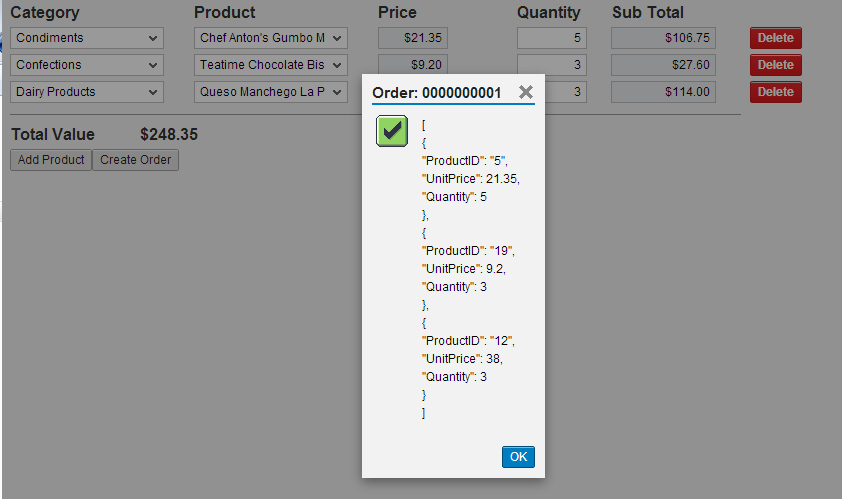 Category Product Price Quantity Sub Total
Condiments Chef Anton's Gumbo M $21.35 5 $106.75 Delete
Confections Teatime Chocolate Bis $9.20 3 $27.60 Delete
Dairy Products Queso Manchego La P 3 $114.00 Delete
Total Value $248.35
Add Product Create Order
Order: 0000000001
[
{
"ProductID": "5",
"UnitPrice": 21.35,
"Quantity": 5
},
{
"ProductID": "19",
"UnitPrice": 9.2,
"Quantity": 3
},
{
"ProductID": "12",
"UnitPrice": 38,
"Quantity": 3
}
]
OK